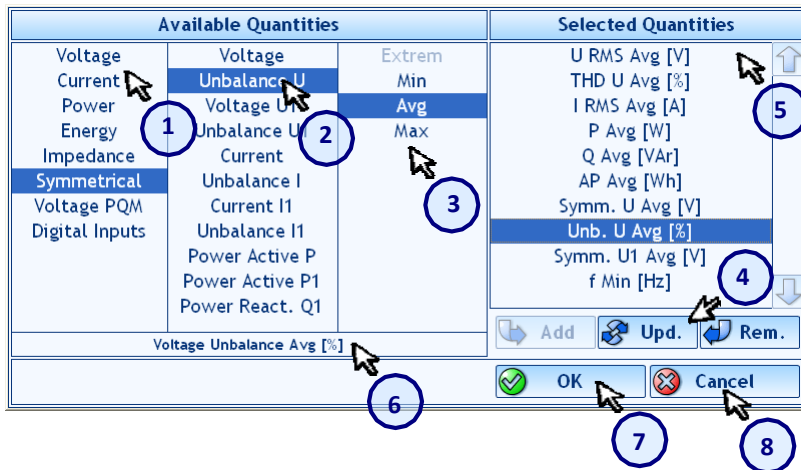 Available Quantities
Voltage
Current
Power
Energy
Impedance
Symmetrical
Voltage PQM
Digital Inputs
Voltage
Unbalance U
Voltage U1
Unbalance U1
Current
Unbalance I
Current I1
Unbalance I1
Power Active P
Power Active P1
Power React. Q1
Extrem
Min
Avg
Max
Voltage Unbalance Avg [%]
Selected Quantities
U RMS Avg [V]
THD U Avg [%]
I RMS Avg [A]
P Avg [W]
Q Avg [VAr]
AP Avg [Wh]
Symm. U Avg [V]
Unb. U Avg [%]
Symm. U1 Avg [V]
f Min [Hz]
Add
Upd.
Rem.
OK
Cancel
1
2
3
4
5
6
7
8